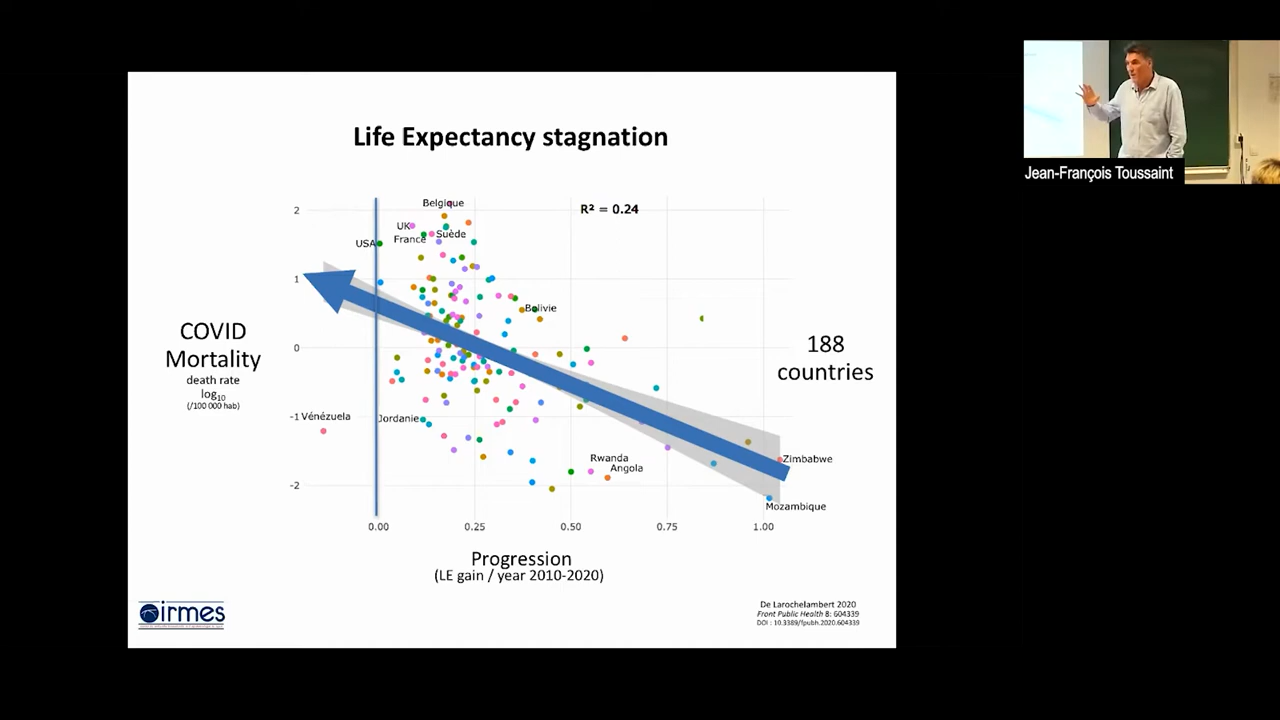 Life Expectancy stagnation
R² = 0.24
2
1
0
-1
-2
Belgique
UK
France
Suède
USA
Bolivie
Vénézuela
Jordanie
Rwanda
Angola
Zimbabwe
Mozambique
COVID
Mortality
death rate
log10
(/100 000 hab)
188
countries
0.00
0.25
0.50
0.75
1.00
Progression
(LE gain / year 2010-2020)
irmes
De Larochelambert 2020
Front Public Health 8: 604339
DOI : 10.3389/fpubh.2020.604339
Jean-François Toussaint